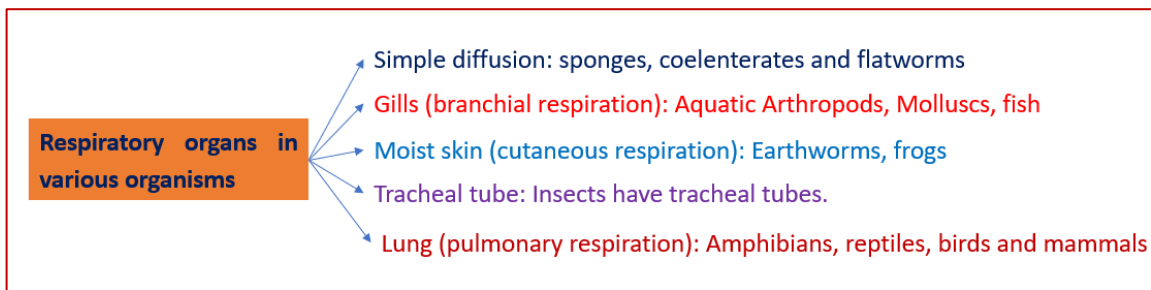 Respiratory organs in
various organisms
Simple diffusion: sponges, coelenterates and flatworms
Gills (branchial respiration): Aquatic Arthropods, Molluscs, fish
Moist skin (cutaneous respiration): Earthworms, frogs
Tracheal tube: Insects have tracheal tubes.
Lung (pulmonary respiration): Amphibians, reptiles, birds and mammals